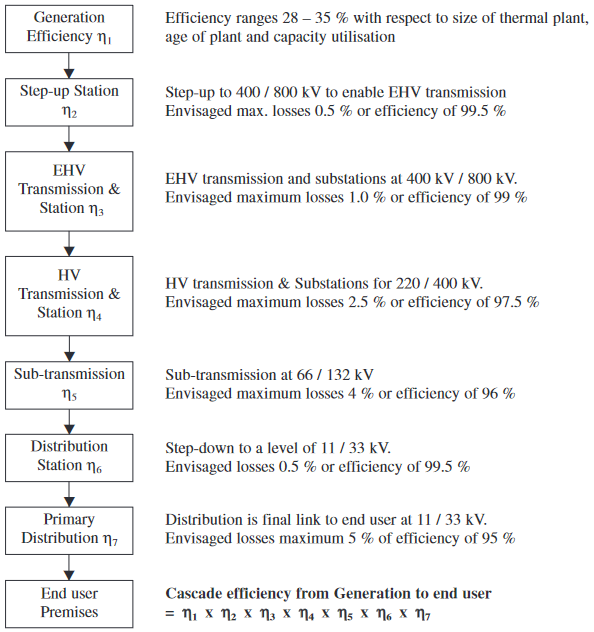 Generation
Efficiency η1
Efficiency ranges 28 – 35 % with respect to size of thermal plant,
age of plant and capacity utilisation
Step-up Station
η2
Step-up to 400 / 800 kV to enable EHV transmission
Envisaged max. losses 0.5 % or efficiency of 99.5 %
EHV
Transmission &
Station η3
EHV transmission and substations at 400 kV / 800 kV.
Envisaged maximum losses 1.0 % or efficiency of 99 %
HV
Transmission &
Station η4
HV transmission & Substations for 220 / 400 kV.
Envisaged maximum losses 2.5 % or efficiency of 97.5 %
Sub-transmission
η5
Sub-transmission at 66 / 132 kV
Envisaged maximum losses 4 % or efficiency of 96 %
Distribution
Station η6
Step-down to a level of 11 / 33 kV.
Envisaged losses 0.5 % or efficiency of 99.5 %
Primary
Distribution η7
Distribution is final link to end user at 11 / 33 kV.
Envisaged losses maximum 5 % of efficiency of 95 %
End user
Premises
Cascade efficiency from Generation to end user
= η1 x η2 x η3 x η4 x η5 x η6 x η7